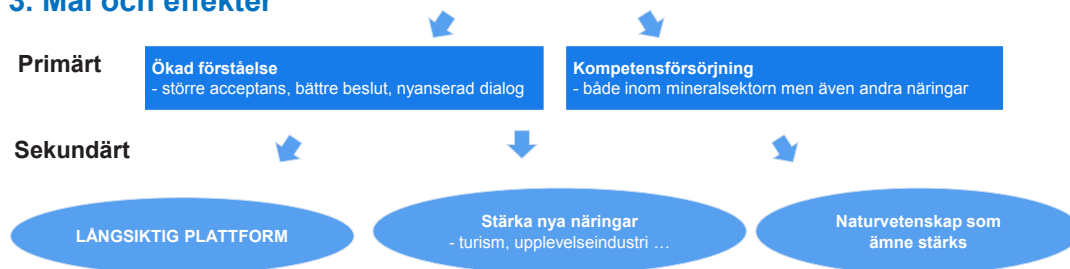 3. Mål och effekter
Primärt
Ökad förståelse
- större acceptans, bättre beslut, nyanserad dialog
Kompetensförsörjning
- både inom mineralsektorn men även andra näringar
Sekundärt
LÅNGSIKTIG PLATTFORM
Stärka nya näringar
- turism, upplevelseindustri …
Naturvetenskap som
ämne stärks